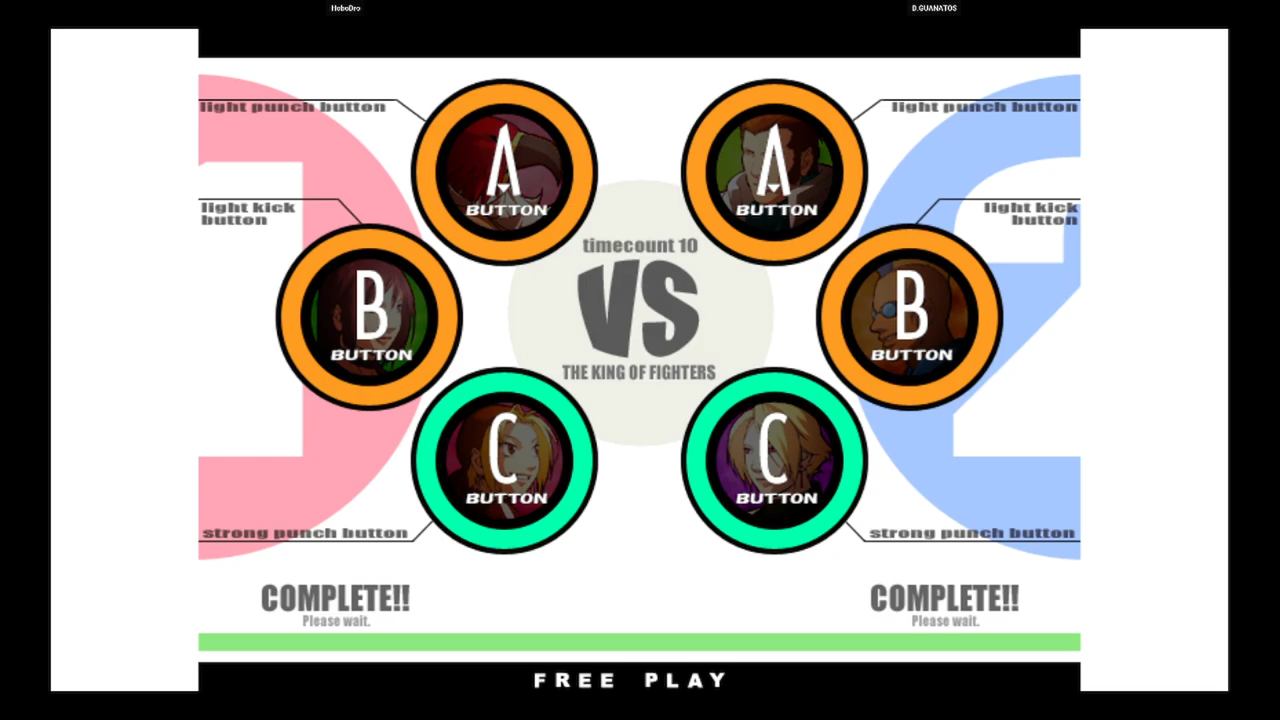 HoboDro
D.GUANATOS
light punch button
light punch button
A
BUTTON
A
BUTTON
light kick
button
light kick
button
timecount 10
VS
THE KING OF FIGHTERS
B
BUTTON
B
BUTTON
C
BUTTON
C
BUTTON
strong punch button
strong punch button
COMPLETE!!
Please wait.
COMPLETE!!
Please wait.
FREE PLAY